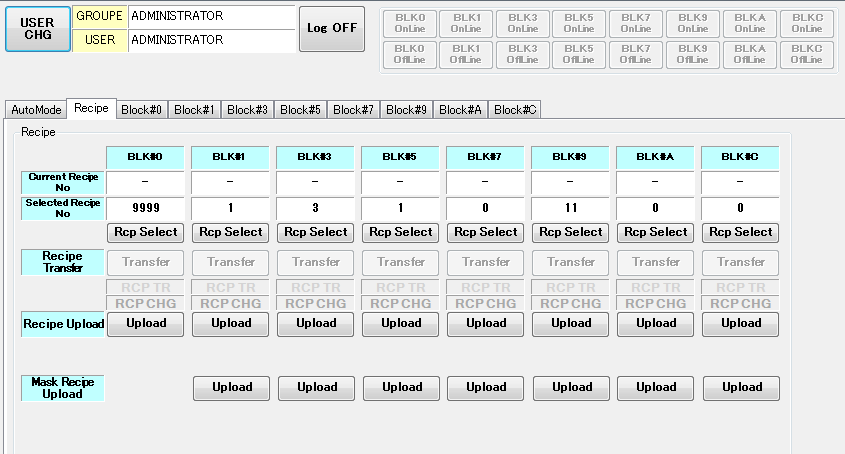 USER CHG
GROUPE ADMINISTRATOR
USER ADMINISTRATOR
Log OFF
BLK0 OnLine BLK1 OnLine BLK3 OnLine BLK5 OnLine BLK7 OnLine BLK9 OnLine BLKA OnLine BLKC OnLine
BLK0 OffLine BLK1 OffLine BLK3 OffLine BLK5 OffLine BLK7 OffLine BLK9 OffLine BLKA OffLine BLKC OffLine
AutoMode Recipe Block#0 Block#1 Block#3 Block#5 Block#7 Block#9 Block#A Block#C
Recipe
BLK#0 BLK#1 BLK#3 BLK#5 BLK#7 BLK#9 BLK#A BLK#C
Current Recipe No - - - - - - - -
Selected Recipe No 9999 1 3 1 0 11 0 0
Rcp Select Rcp Select Rcp Select Rcp Select Rcp Select Rcp Select Rcp Select Rcp Select
Recipe Transfer Transfer Transfer Transfer Transfer Transfer Transfer Transfer Transfer
RCP TR RCP TR RCP TR RCP TR RCP TR RCP TR RCP TR RCP TR
RCP CHG RCP CHG RCP CHG RCP CHG RCP CHG RCP CHG RCP CHG RCP CHG
Recipe Upload Upload Upload Upload Upload Upload Upload Upload Upload
Mask Recipe Upload Upload Upload Upload Upload Upload Upload Upload